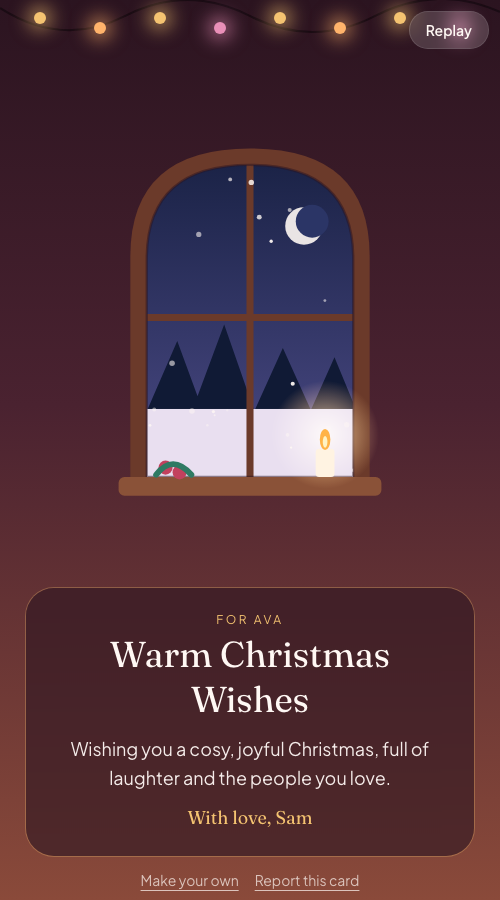 Replay
FOR AVA
Warm Christmas
Wishes
Wishing you a cosy, joyful Christmas, full of
laughter and the people you love.
With love, Sam
Make your own Report this card